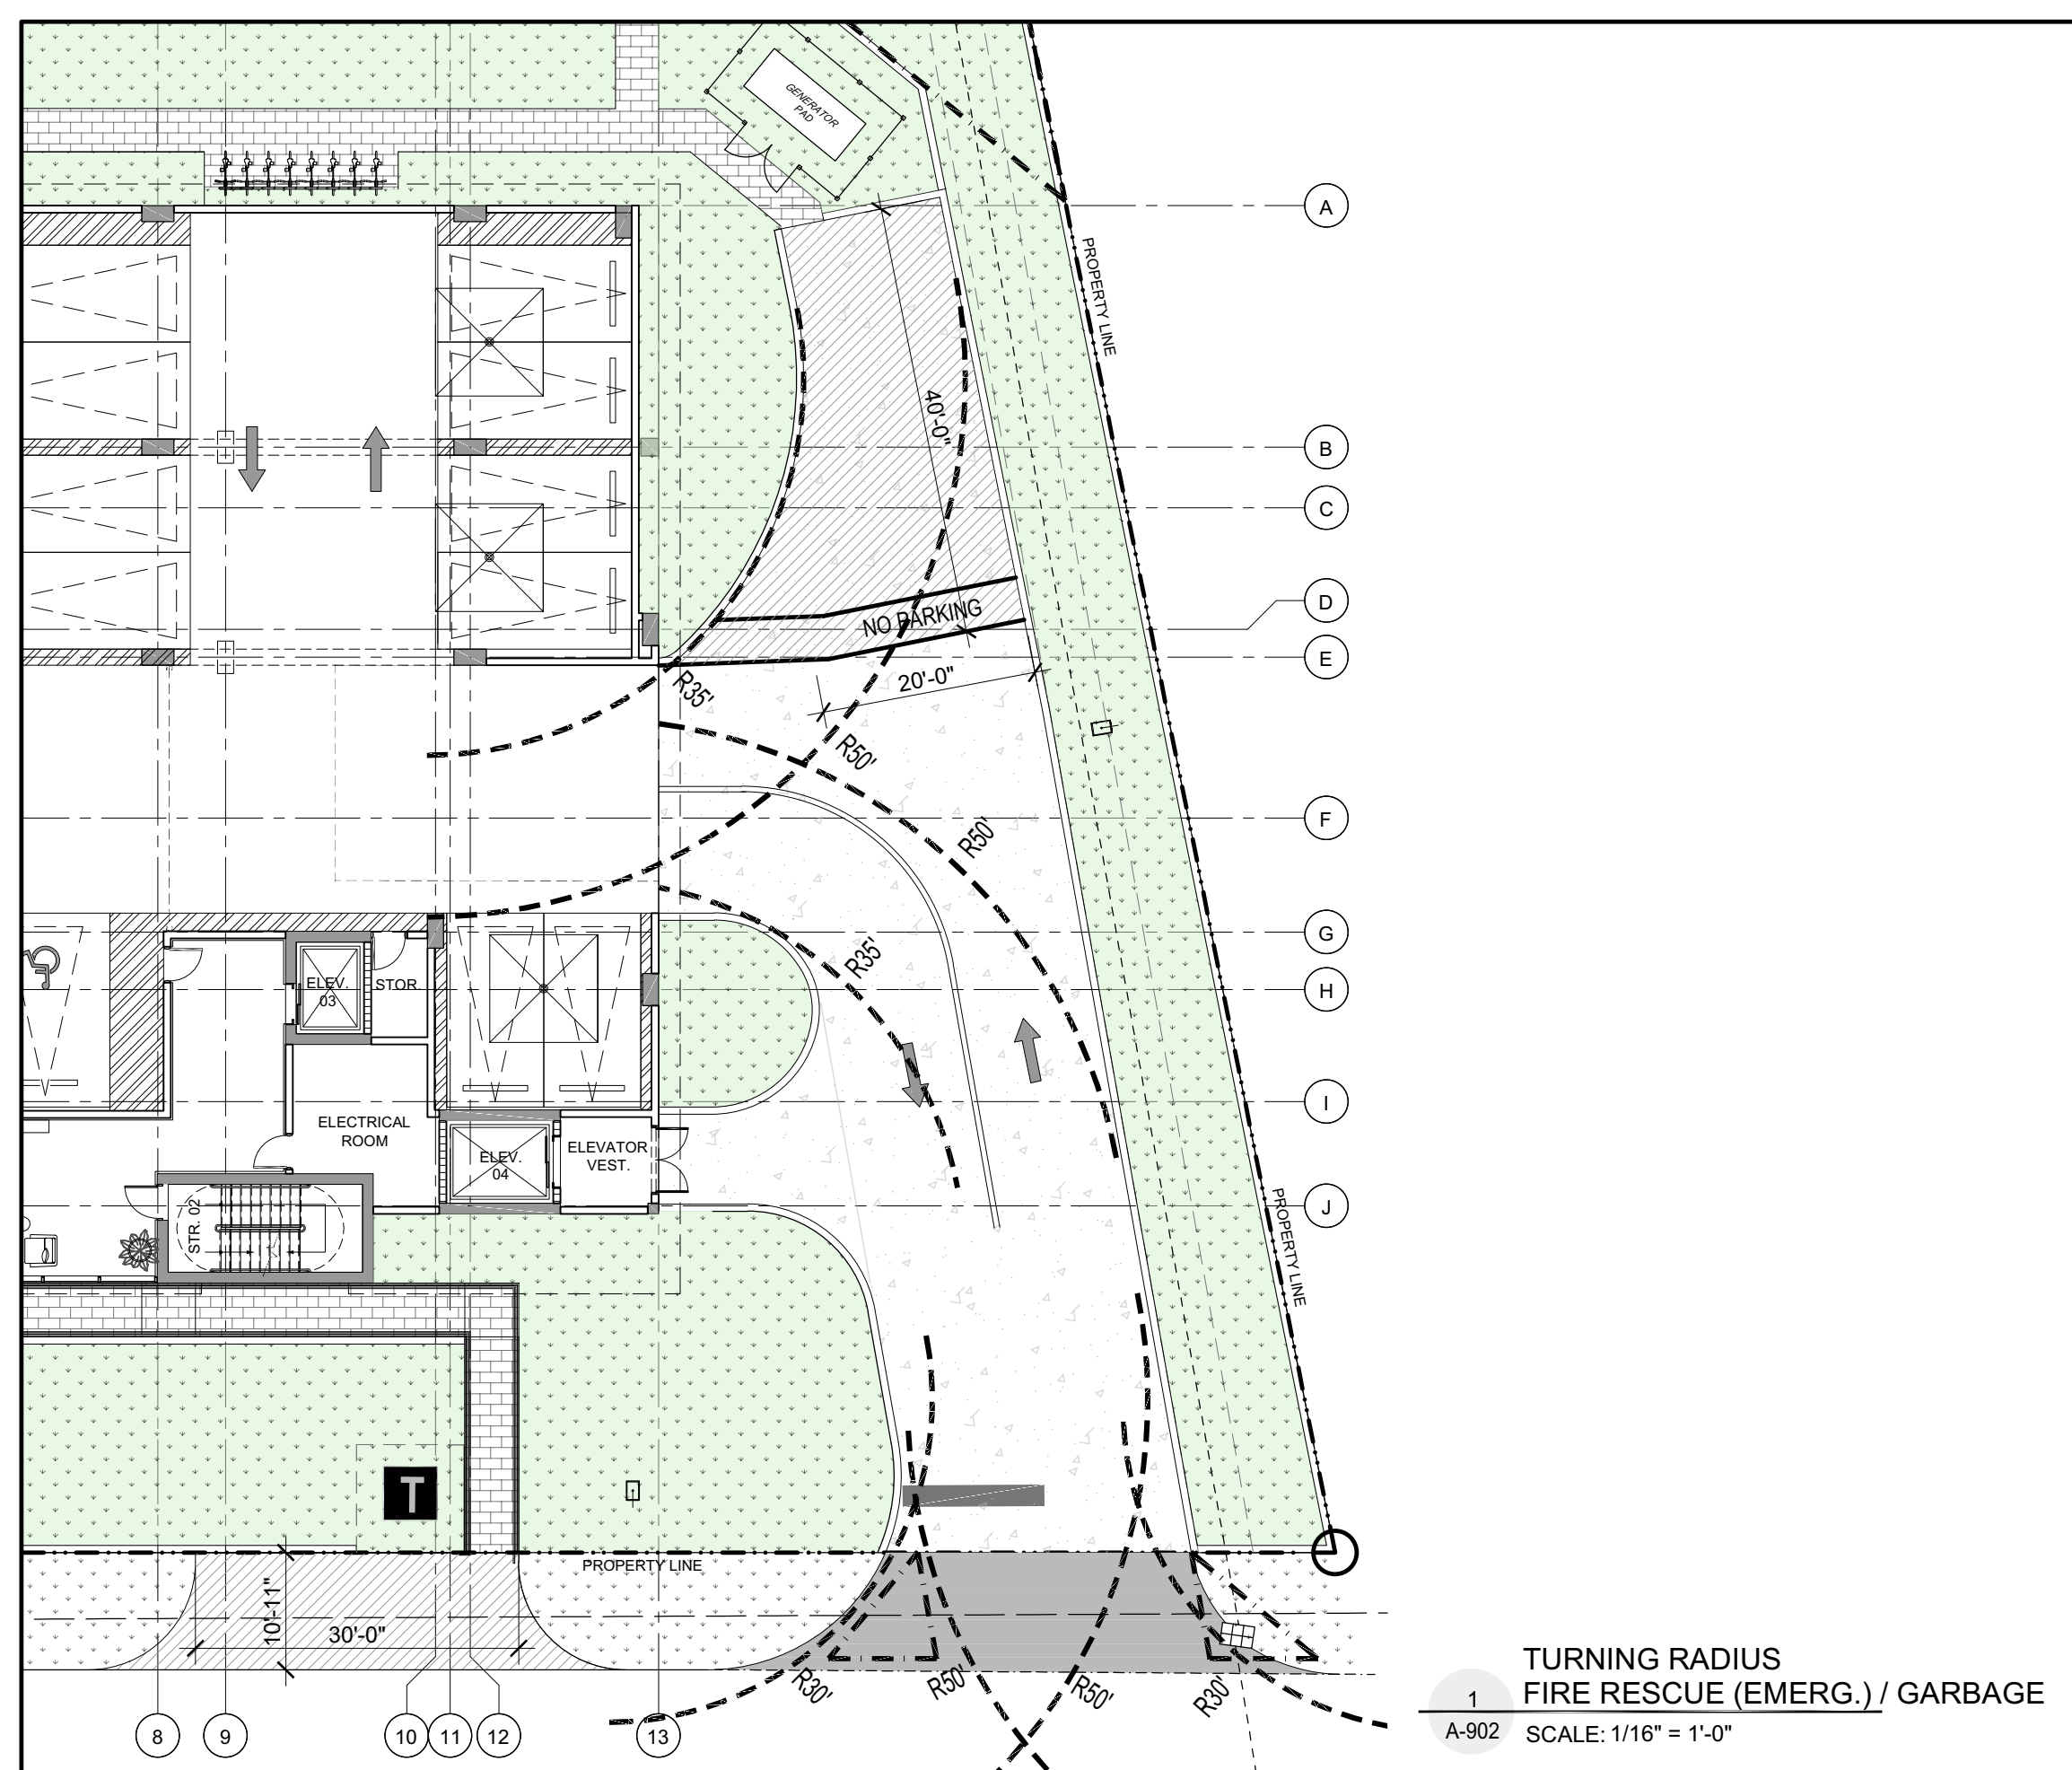 GENERATOR
PAD
A
PROPERTY LINE
40'-0"
B
C
D
NO PARKING
E
20'-0"
R35'
R50'
F
R50'
G
R35'
ELEV.
03
STOR.
H
I
ELECTRICAL
ROOM
ELEV.
04
ELEVATOR
VEST.
STR. 02
J
PROPERTY LINE
T
PROPERTY LINE
10'-11"
30'-0"
R30'
R50'
R50'
R30'
8
9
10
11
12
13
1
A-902
TURNING RADIUS
FIRE RESCUE (EMERG.) / GARBAGE
SCALE: 1/16" = 1'-0"